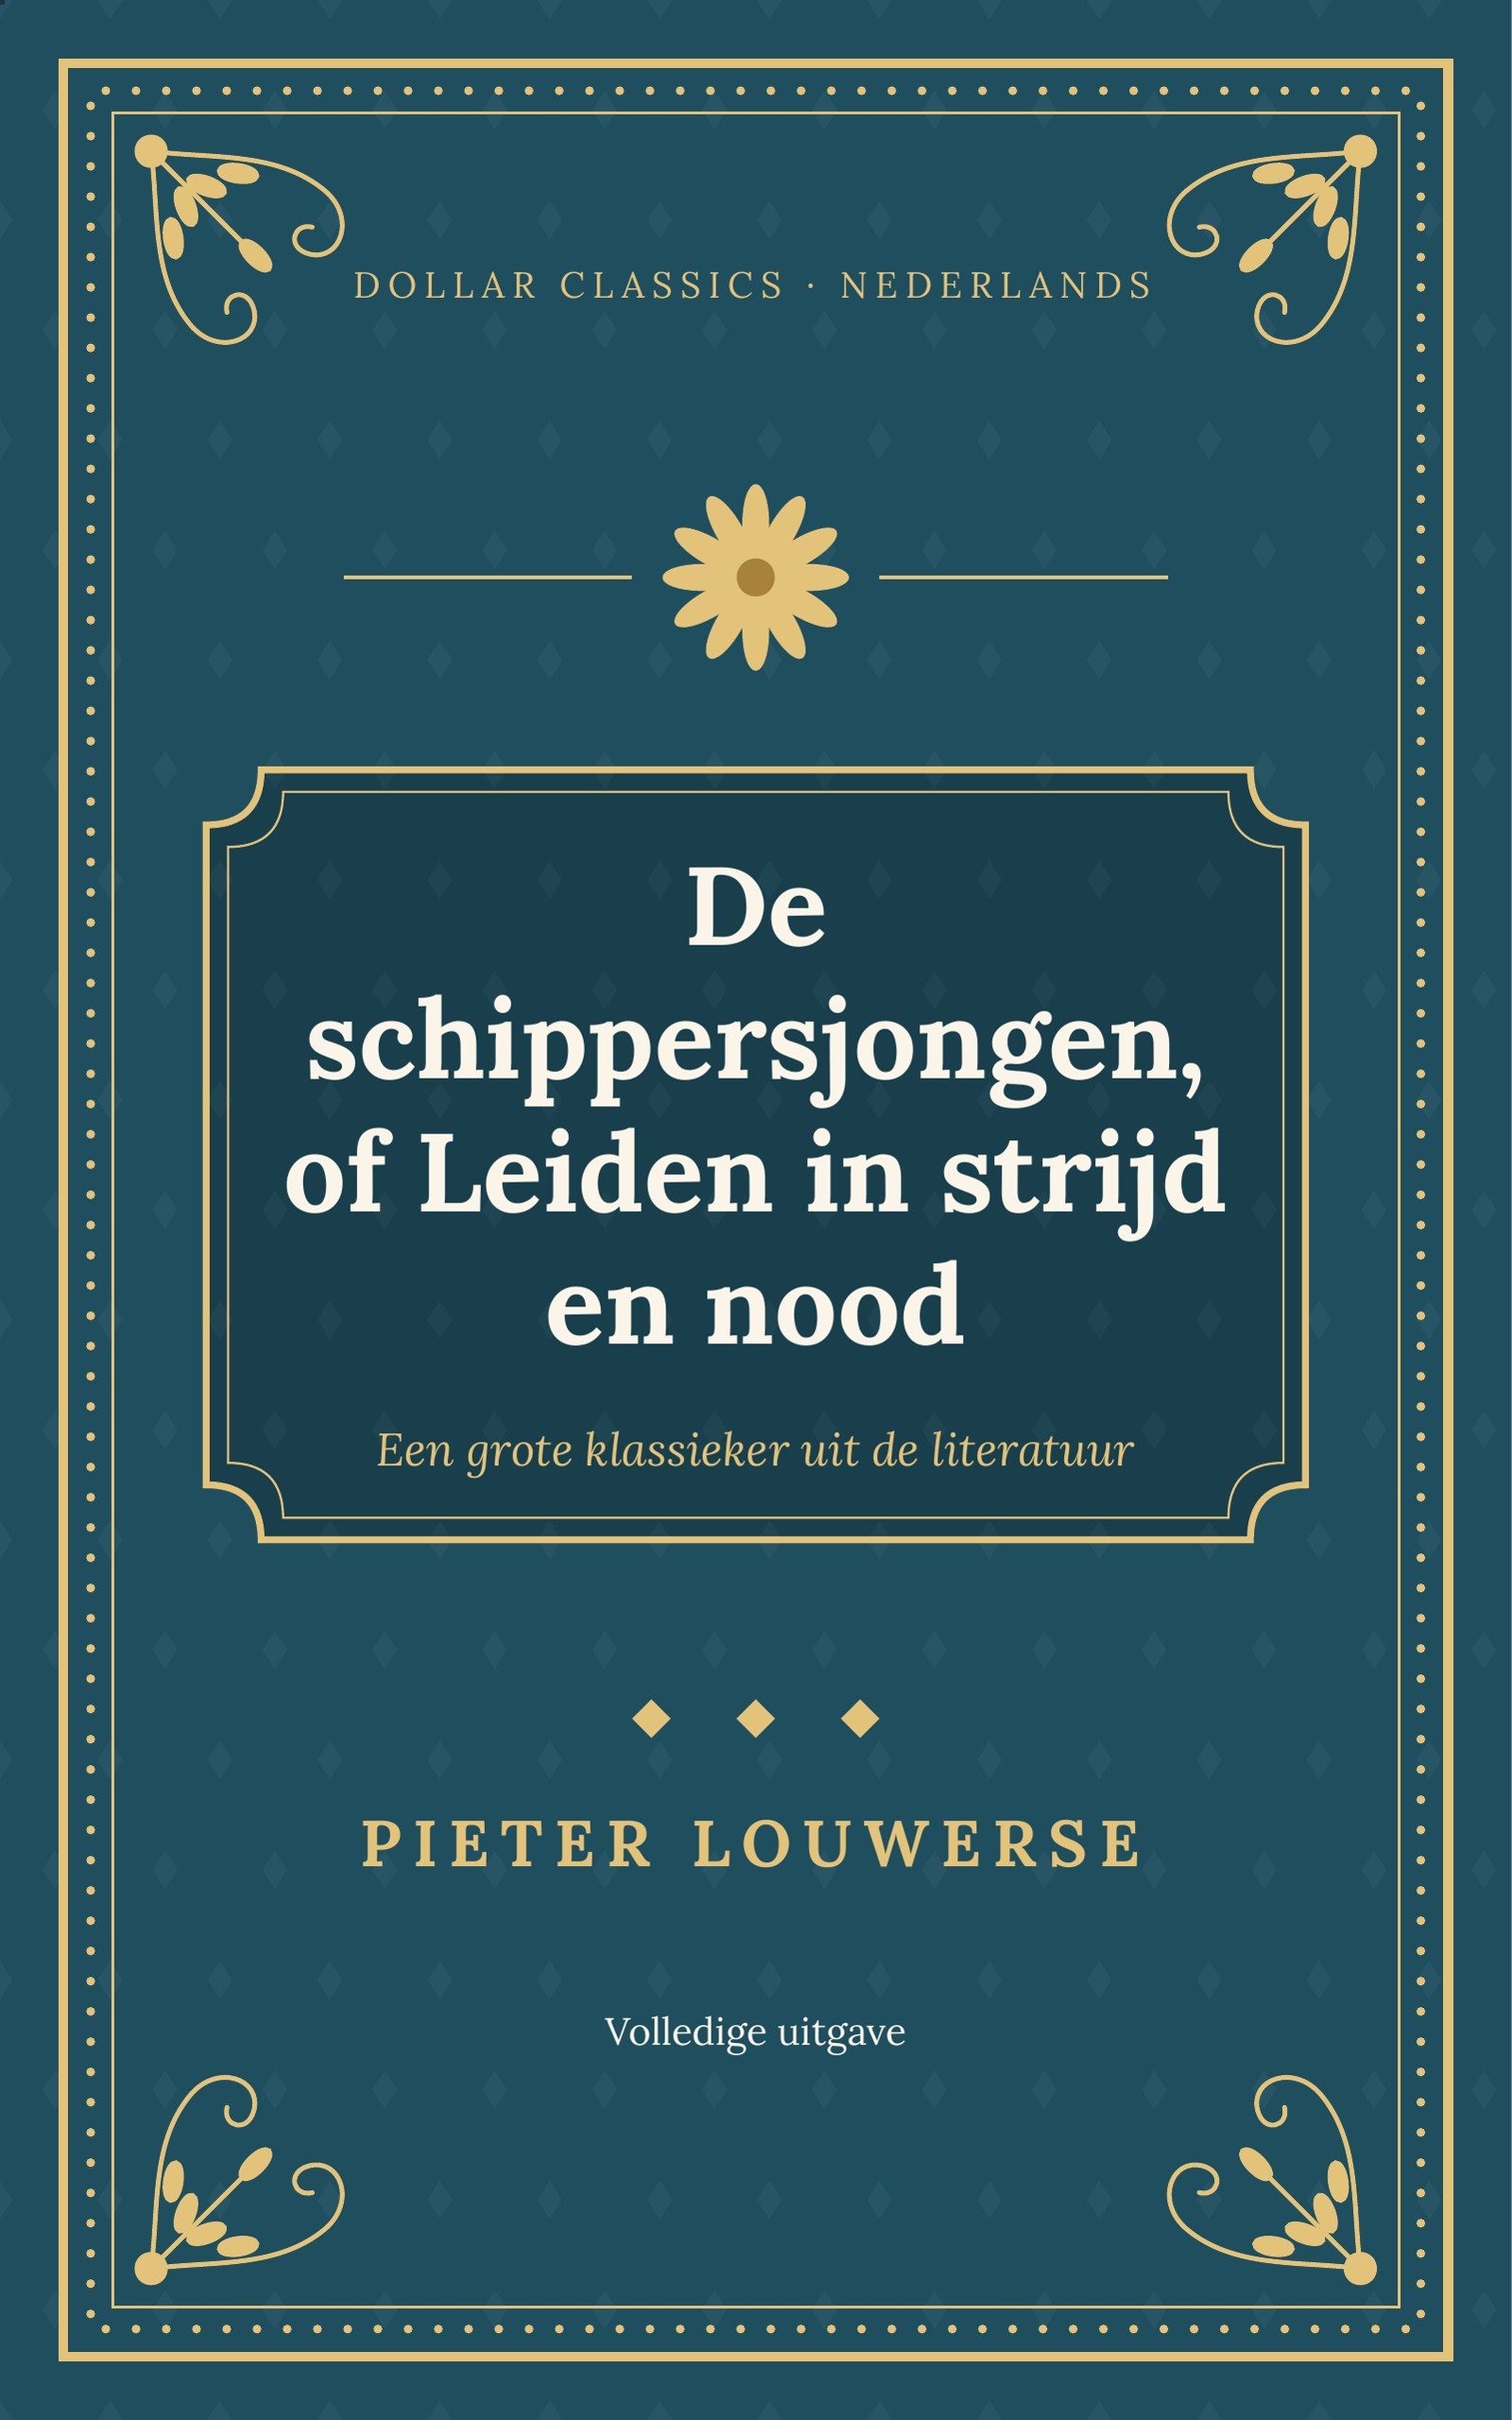 DOLLAR CLASSICS · NEDERLANDS
De
schippersjongen,
of Leiden in strijd
en nood
Een grote klassieker uit de literatuur
PIETER LOUWERSE
Volledige uitgave